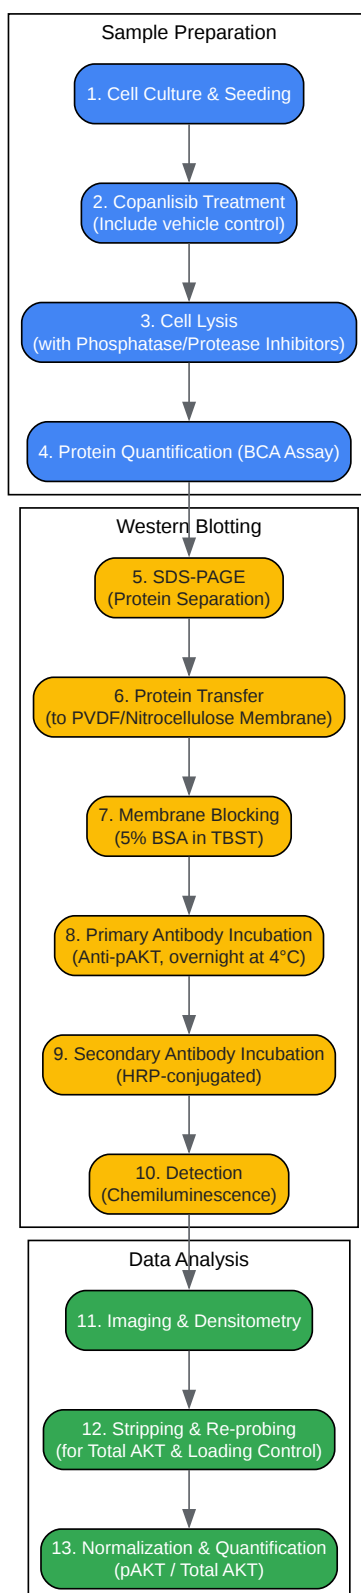 Sample Preparation
1. Cell Culture & Seeding
2. Copanlisib Treatment
(Include vehicle control)
3. Cell Lysis
(with Phosphatase/Protease Inhibitors)
4. Protein Quantification (BCA Assay)
Western Blotting
5. SDS-PAGE
(Protein Separation)
6. Protein Transfer
(to PVDF/Nitrocellulose Membrane)
7. Membrane Blocking
(5% BSA in TBST)
8. Primary Antibody Incubation
(Anti-pAKT, overnight at 4°C)
9. Secondary Antibody Incubation
(HRP-conjugated)
10. Detection
(Chemiluminescence)
Data Analysis
11. Imaging & Densitometry
12. Stripping & Re-probing
(for Total AKT & Loading Control)
13. Normalization & Quantification
(pAKT / Total AKT)